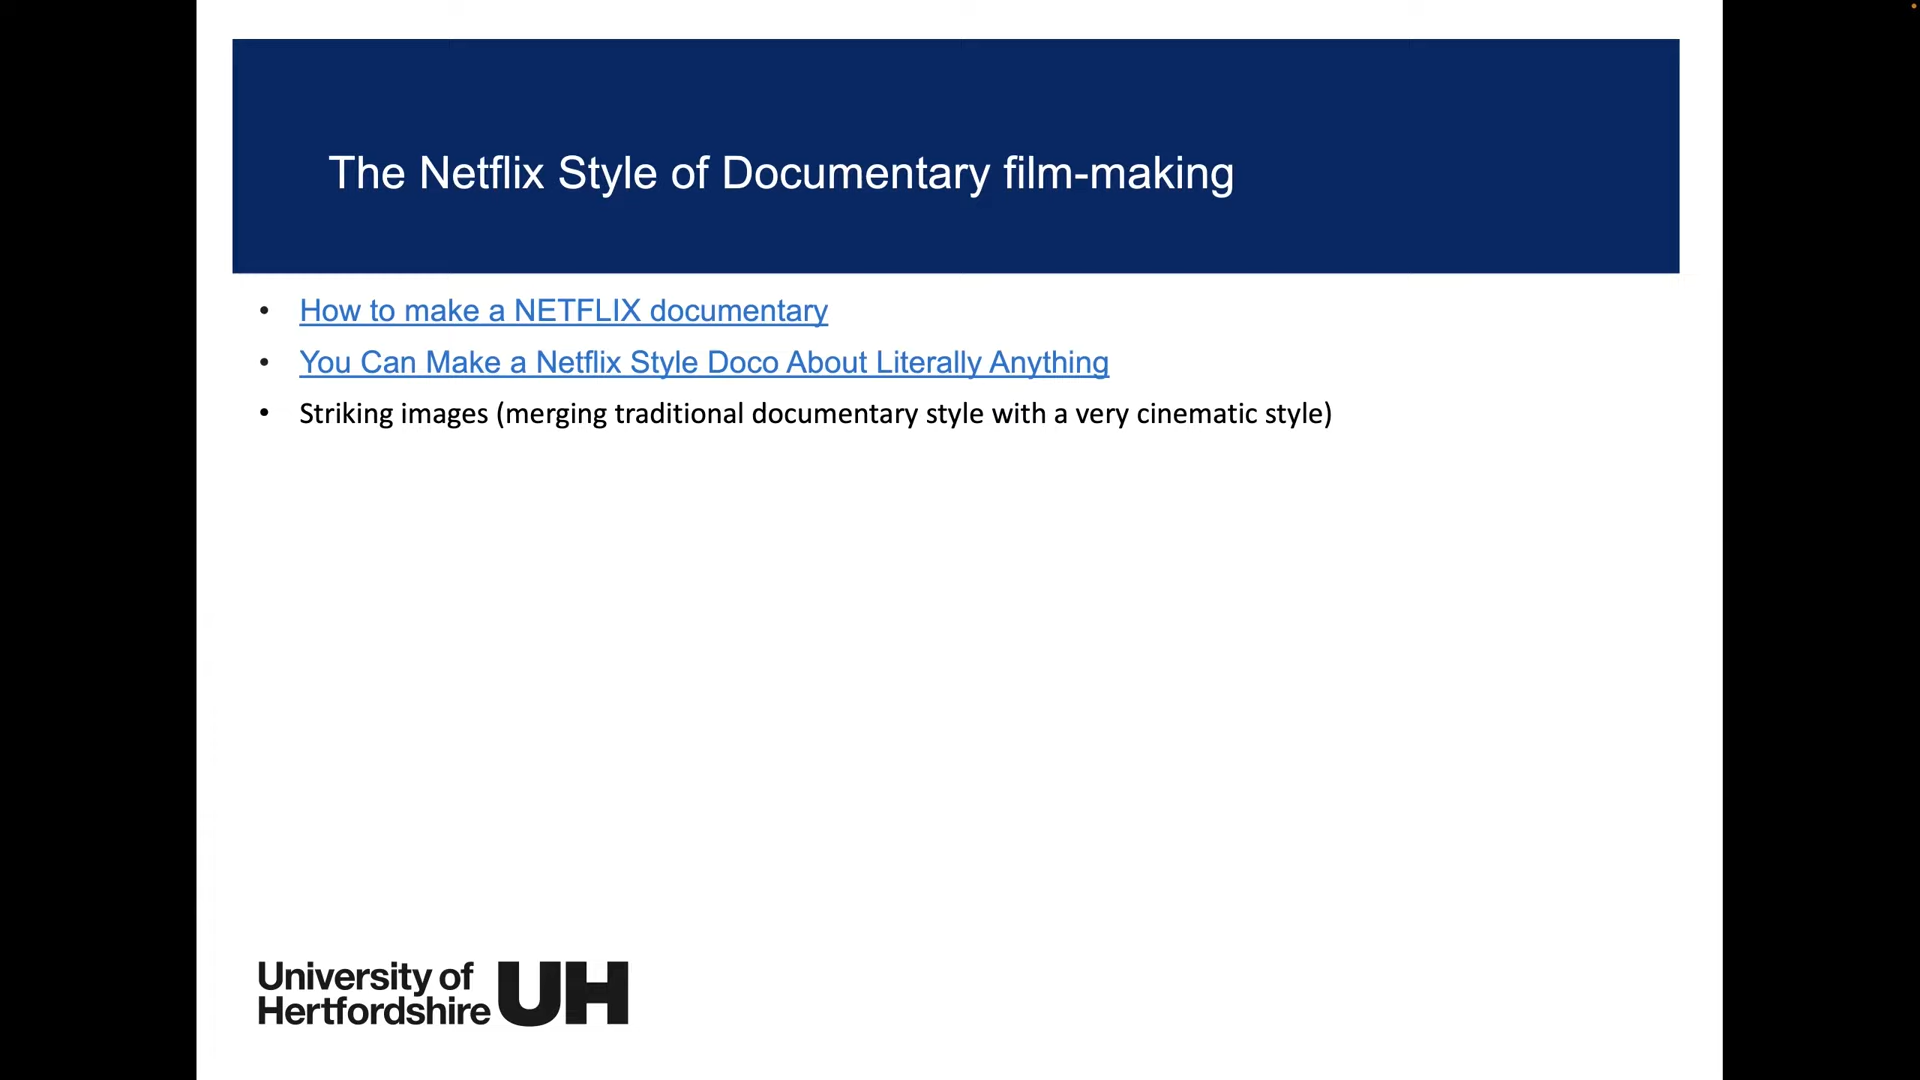 The Netflix Style of Documentary film-making
• How to make a NETFLIX documentary
• You Can Make a Netflix Style Doco About Literally Anything
• Striking images (merging traditional documentary style with a very cinematic style)
University of
Hertfordshire UH